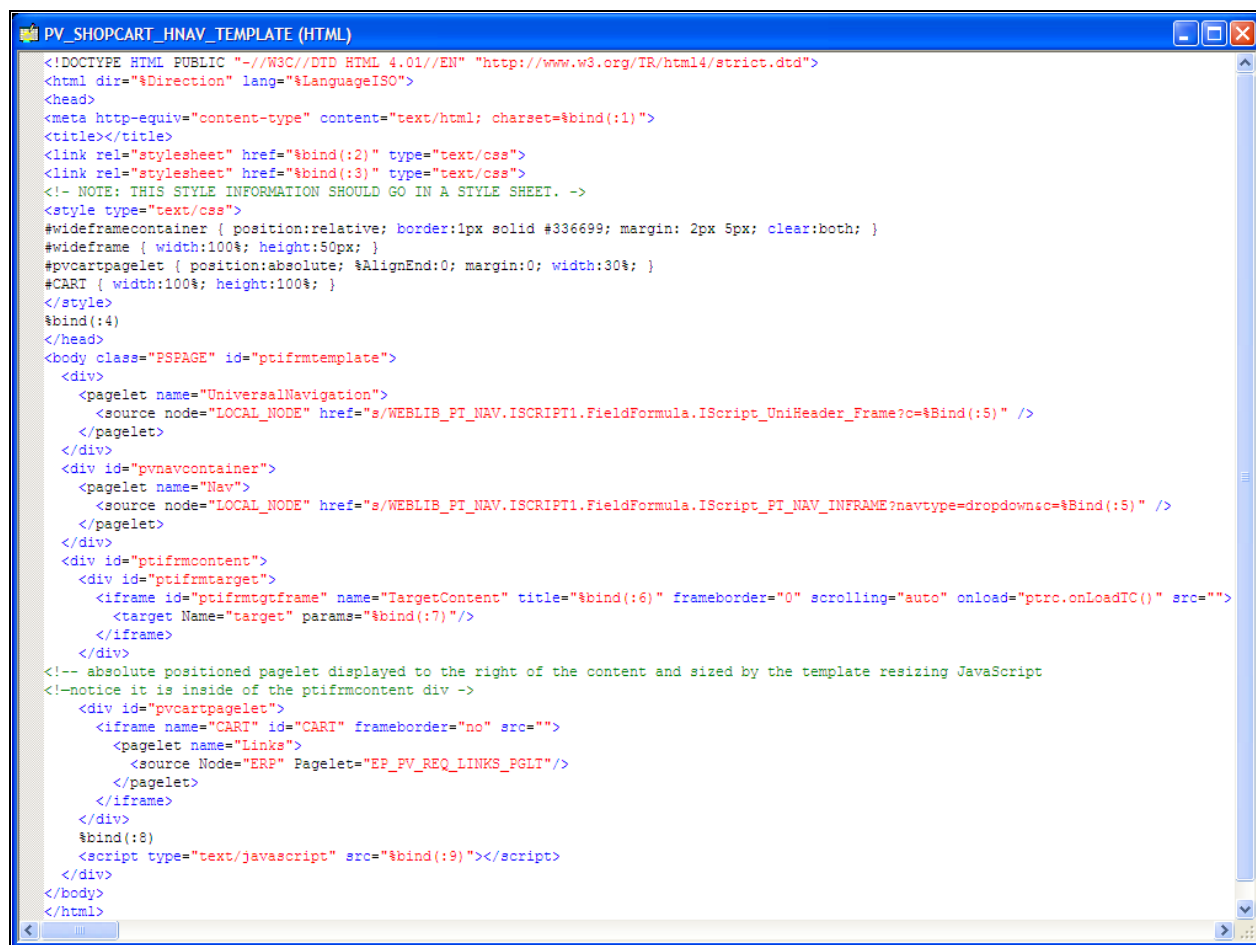 PV_SHOPCART_HNAV_TEMPLATE (HTML)
<!DOCTYPE HTML PUBLIC "-//W3C//DTD HTML 4.01//EN" "http://www.w3.org/TR/html4/strict.dtd">
<html dir="%Direction" lang="%LanguageISO">
<head>
<meta http-equiv="content-type" content="text/html; charset=%bind(:1)">
<title></title>
<link rel="stylesheet" href="%bind(:2)" type="text/css">
<link rel="stylesheet" href="%bind(:3)" type="text/css">
<!- NOTE: THIS STYLE INFORMATION SHOULD GO IN A STYLE SHEET. ->
<style type="text/css">
#wideframecontainer { position:relative; border:1px solid #336699; margin: 2px 5px; clear:both; }
#wideframe { width:100%; height:50px; }
#pvcartpagelet { position:absolute; %AlignEnd:0; margin:0; width:30%; }
#CART { width:100%; height:100%; }
</style>
%bind(:4)
</head>
<body class="PSPAGE" id="ptifrmtemplate">
<div>
<pagelet name="UniversalNavigation">
<source node="LOCAL_NODE" href="s/WEBLIB_PT_NAV.ISCRIPT1.FieldFormula.IScript_UniHeader_Frame?c=%Bind(:5)" />
</pagelet>
</div>
<div id="pvnavcontainer">
<pagelet name="Nav">
<source node="LOCAL_NODE" href="s/WEBLIB_PT_NAV.ISCRIPT1.FieldFormula.IScript_PT_NAV_INFRAME?navtype=dropdown&c=%Bind(:5)" />
</pagelet>
</div>
<div id="ptifrmcontent">
<div id="ptifrmtarget">
<iframe id="ptifrmtgtframe" name="TargetContent" title="%bind(:6)" frameborder="0" scrolling="auto" onload="ptrc.onLoadTC()" src="">
<target Name="target" params="%bind(:7)"/>
</iframe>
</div>
<!-- absolute positioned pagelet displayed to the right of the content and sized by the template resizing JavaScript
<!—notice it is inside of the ptifrmcontent div ->
<div id="pvcartpagelet">
<iframe name="CART" id="CART" frameborder="no" src="">
<pagelet name="Links">
<source Node="ERP" Pagelet="EP_PV_REQ_LINKS_PGLT"/>
</pagelet>
</iframe>
</div>
%bind(:8)
<script type="text/javascript" src="%bind(:9)"></script>
</div>
</body>
</html>